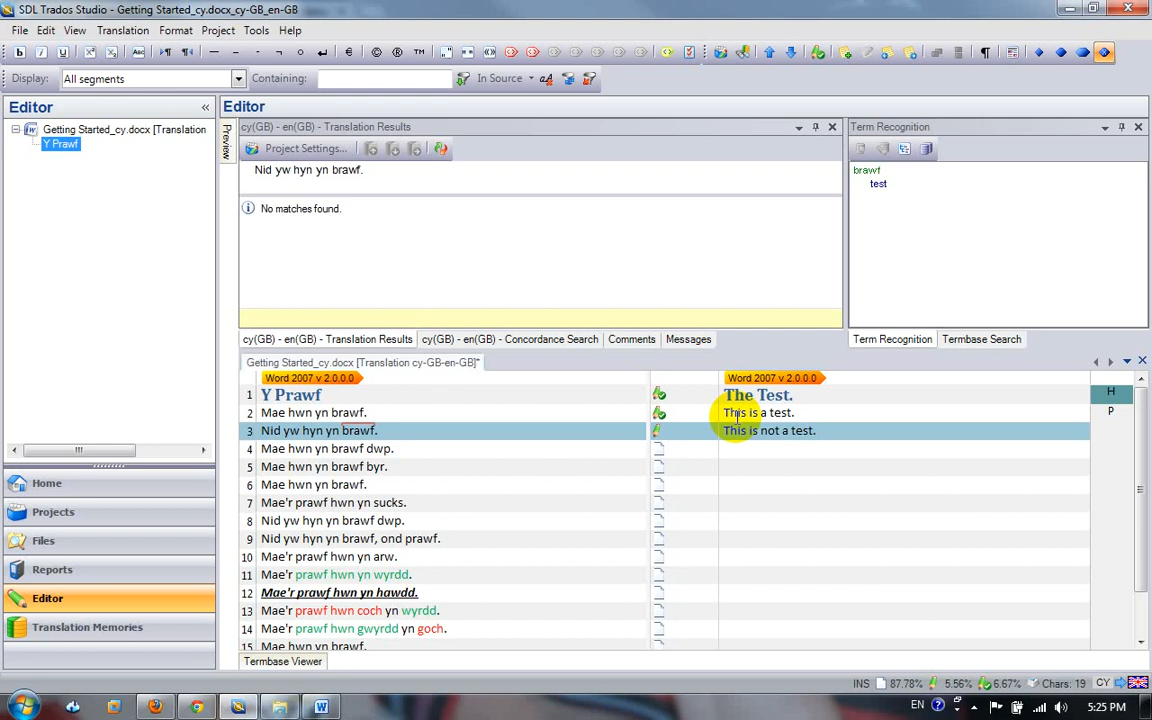 SDL Trados Studio - Getting Started_cy.docx_cy-GB_en-GB
File Edit View Translation Format Project Tools Help
Display: All segments Containing: In Source
Editor
Getting Started_cy.docx [Translation
Y Prawf
Home
Projects
Files
Reports
Editor
Translation Memories
Editor
Preview
cy(GB) - en(GB) - Translation Results
Project Settings...
Nid yw hyn yn brawf.
No matches found.
cy(GB) - en(GB) - Translation Results cy(GB) - en(GB) - Concordance Search Comments Messages
Term Recognition
brawf
test
Term Recognition Termbase Search
Getting Started_cy.docx [Translation cy-GB-en-GB]*
Word 2007 v 2.0.0.0 Word 2007 v 2.0.0.0
1 Y Prawf The Test. H
2 Mae hwn yn brawf. This is a test. P
3 Nid yw hyn yn brawf. This is not a test.
4 Mae hwn yn brawf dwp.
5 Mae hwn yn brawf byr.
6 Mae hwn yn brawf.
7 Mae'r prawf hwn yn sucks.
8 Nid yw hyn yn brawf dwp.
9 Nid yw hyn yn brawf, ond prawf.
10 Mae'r prawf hwn yn arw.
11 Mae'r prawf hwn yn wyrdd.
12 Mae'r prawf hwn yn hawdd.
13 Mae'r prawf hwn coch yn wyrdd.
14 Mae'r prawf hwn gwyrdd yn goch.
15 Mae hwn yn brawf.
Termbase Viewer
INS 87.78% 5.56% 6.67% Chars: 19 CY
EN 5:25 PM